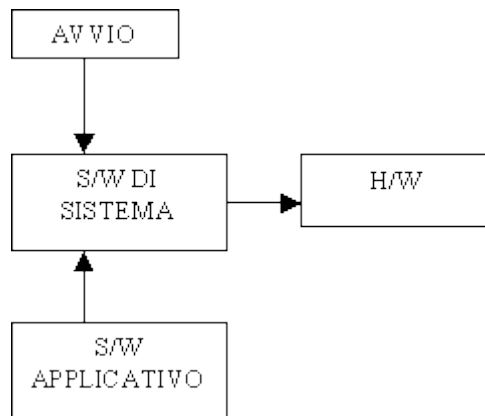 AVVIO
S/W DI
SISTEMA
H/W
S/W
APPLICATIVO